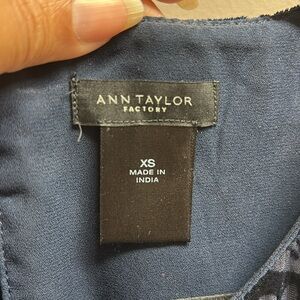 ANN TAYLOR
FACTORY
XS
MADE IN
INDIA